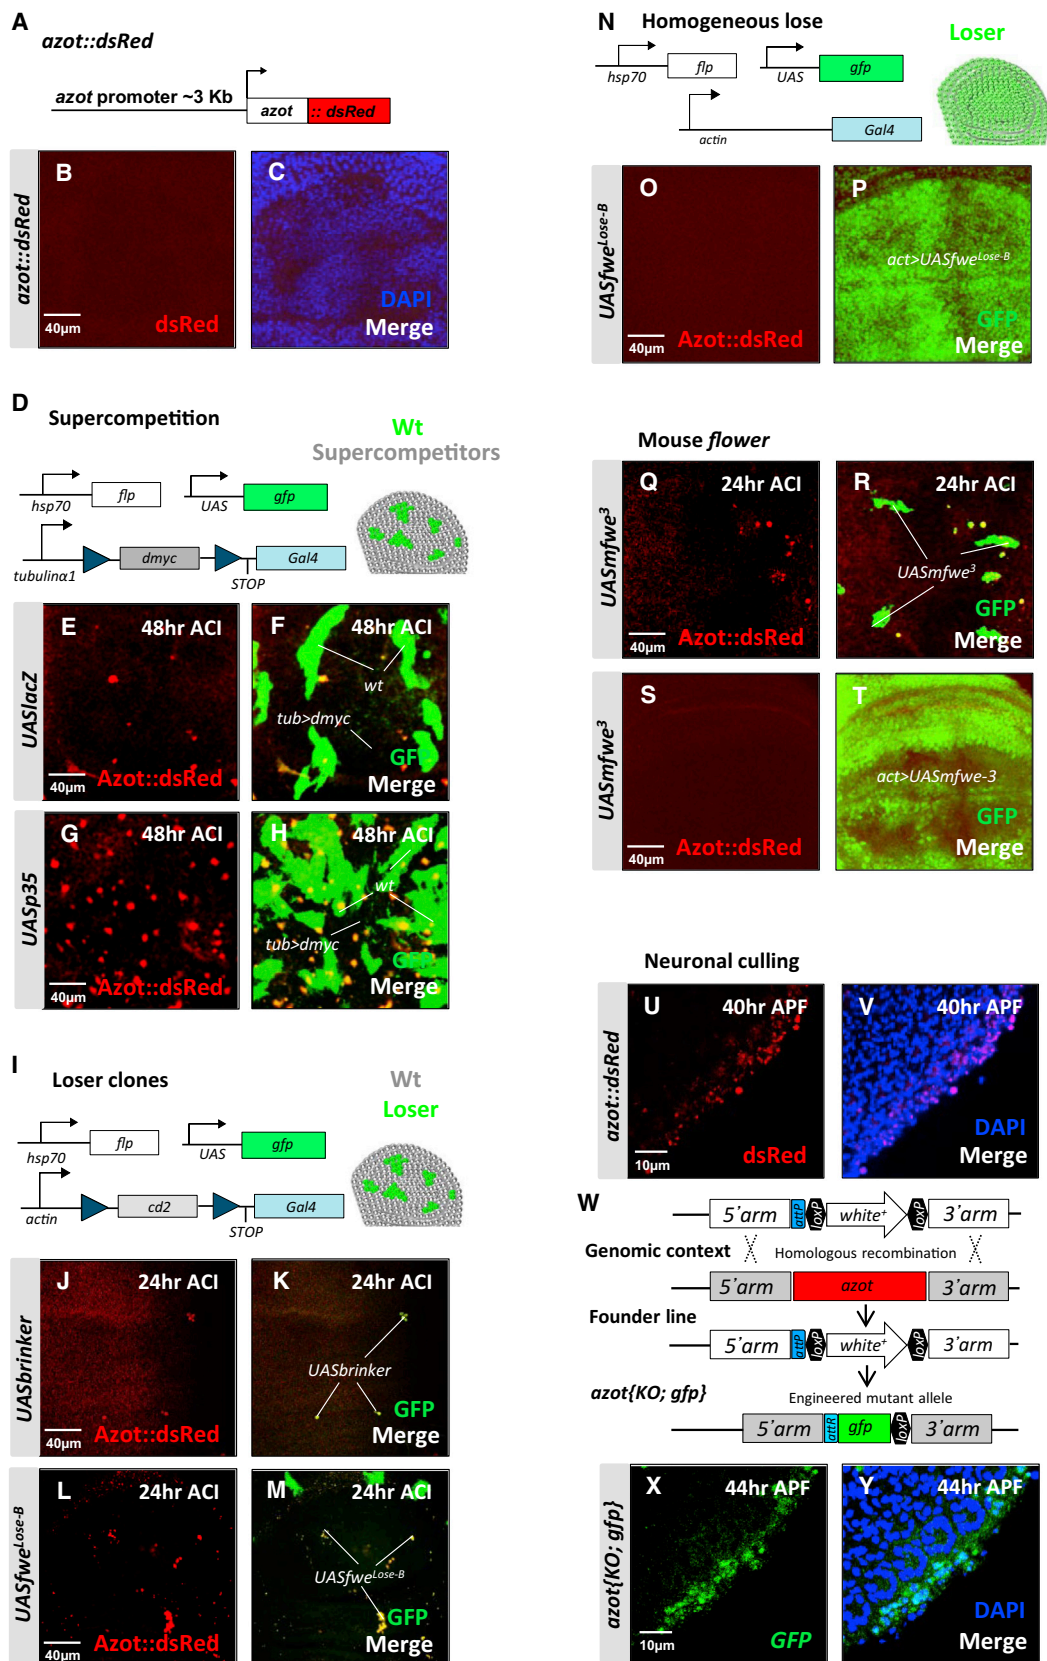 A
azot::dsRed
azot promoter ~3 Kb
azot
:: dsRed
azot::dsRed
B
40µm
dsRed
C
DAPI
Merge
D
Supercompetition
Wt
Supercompetitors
hsp70
flp
UAS
gfp
tubulinα1
dmyc
STOP
Gal4
UASlacZ
E
48hr ACI
40µm
Azot::dsRed
F
48hr ACI
wt
tub>dmyc
GFP
Merge
UASp35
G
48hr ACI
40µm
Azot::dsRed
H
48hr ACI
wt
tub>dmyc
GFP
Merge
I
Loser clones
Wt
Loser
hsp70
flp
UAS
gfp
actin
cd2
STOP
Gal4
UASbrinker
J
24hr ACI
40µm
Azot::dsRed
K
24hr ACI
UASbrinker
GFP
Merge
UASfwe^Lose-B
L
24hr ACI
40µm
Azot::dsRed
M
24hr ACI
UASfwe^Lose-B
GFP
Merge
N
Homogeneous lose
Loser
hsp70
flp
UAS
gfp
actin
Gal4
UASfwe^Lose-B
O
40µm
Azot::dsRed
P
act>UASfwe^Lose-B
GFP
Merge
Mouse flower
UASmfwe³
Q
24hr ACI
40µm
Azot::dsRed
R
24hr ACI
UASmfwe³
GFP
Merge
UASmfwe³
S
40µm
Azot::dsRed
T
act>UASmfwe-3
GFP
Merge
Neuronal culling
azot::dsRed
U
40hr APF
10µm
dsRed
V
40hr APF
DAPI
Merge
W
5'arm
attP
loxP
white⁺
loxP
3'arm
Genomic context
Homologous recombination
5'arm
azot
3'arm
Founder line
5'arm
attP
loxP
white⁺
loxP
3'arm
azot{KO; gfp}
Engineered mutant allele
5'arm
attR
gfp
loxP
3'arm
azot{KO; gfp}
X
44hr APF
10µm
GFP
Y
44hr APF
DAPI
Merge